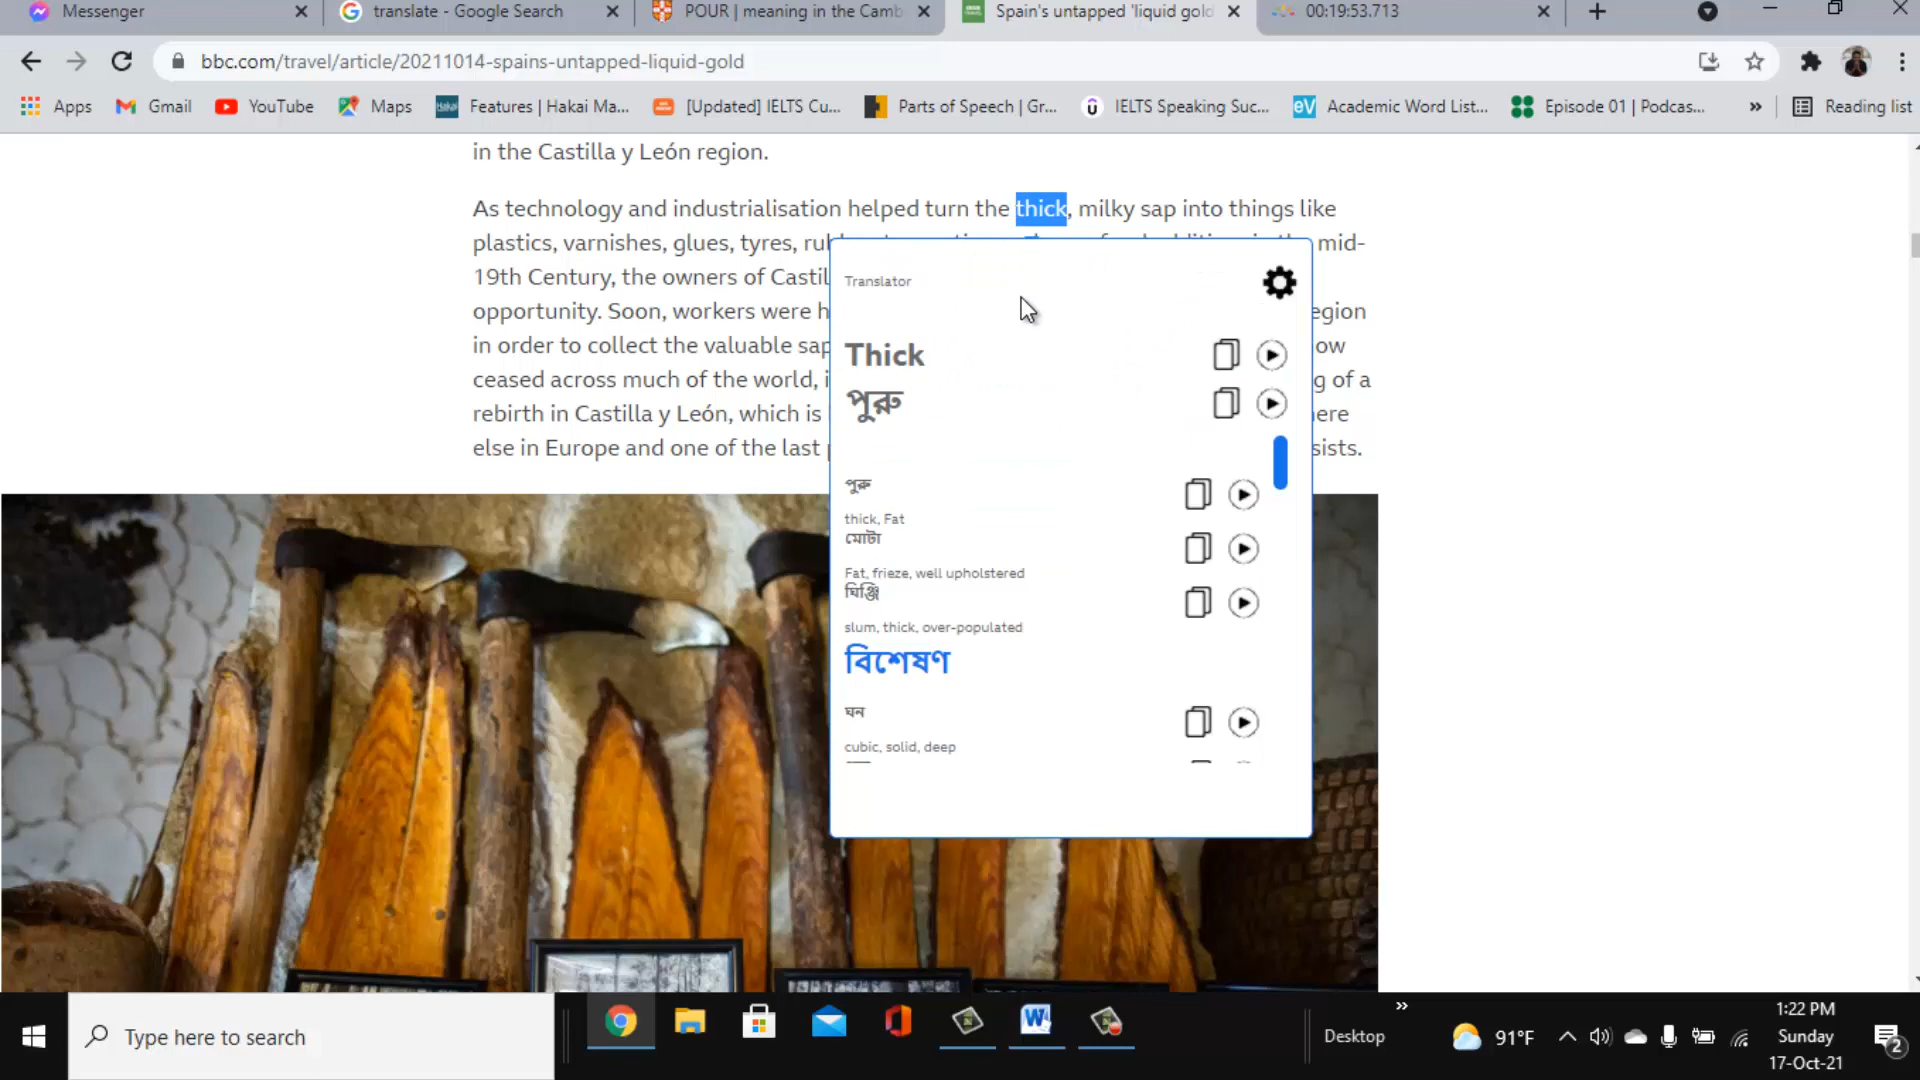 Messenger
translate - Google Search
POUR | meaning in the Camb
Spain's untapped 'liquid gold
00:19:53.713
bbc.com/travel/article/20211014-spains-untapped-liquid-gold
Apps
Gmail
YouTube
Maps
Features | Hakai Ma...
[Updated] IELTS Cu...
Parts of Speech | Gr...
IELTS Speaking Suc...
Academic Word List...
Episode 01 | Podcas...
»
Reading list
in the Castilla y León region.
As technology and industrialisation helped turn the thick, milky sap into things like
plastics, varnishes, glues, tyres, mid-
19th Century, the owners of
opportunity. Soon, workers were egion
in order to collect the valuable sap
ceased across much of the world, g of a
rebirth in Castilla y León, which is
else in Europe and one of the last
Translator
Thick
পুরু
পুরু
thick, Fat
মোটা
Fat, frieze, well upholstered
ঘিঞ্জি
slum, thick, over-populated
বিশেষণ
ঘন
cubic, solid, deep
Type here to search
Desktop
»
91°F
1:22 PM
Sunday
17-Oct-21
2